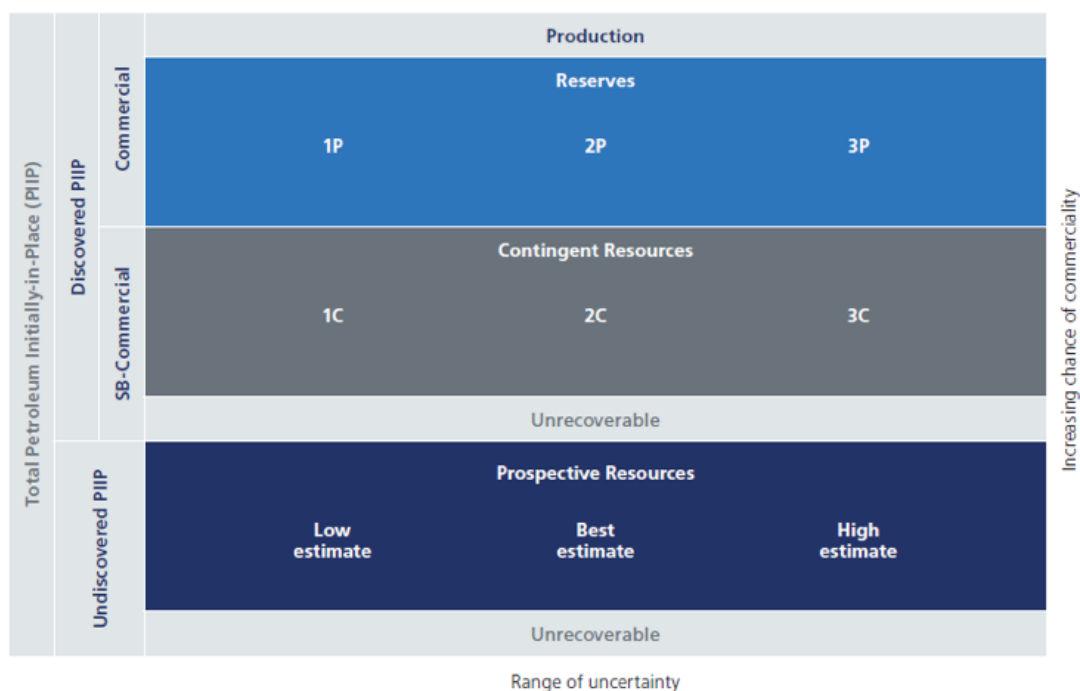 Production
Reserves
1P 2P 3P
Contingent Resources
1C 2C 3C
Unrecoverable
Prospective Resources
Low estimate
Best estimate
High estimate
Unrecoverable
Total Petroleum Initially-in-Place (PIIP)
Discovered PIIP
Undiscovered PIIP
Commercial
SB-Commercial
Increasing chance of commerciality
Range of uncertainty